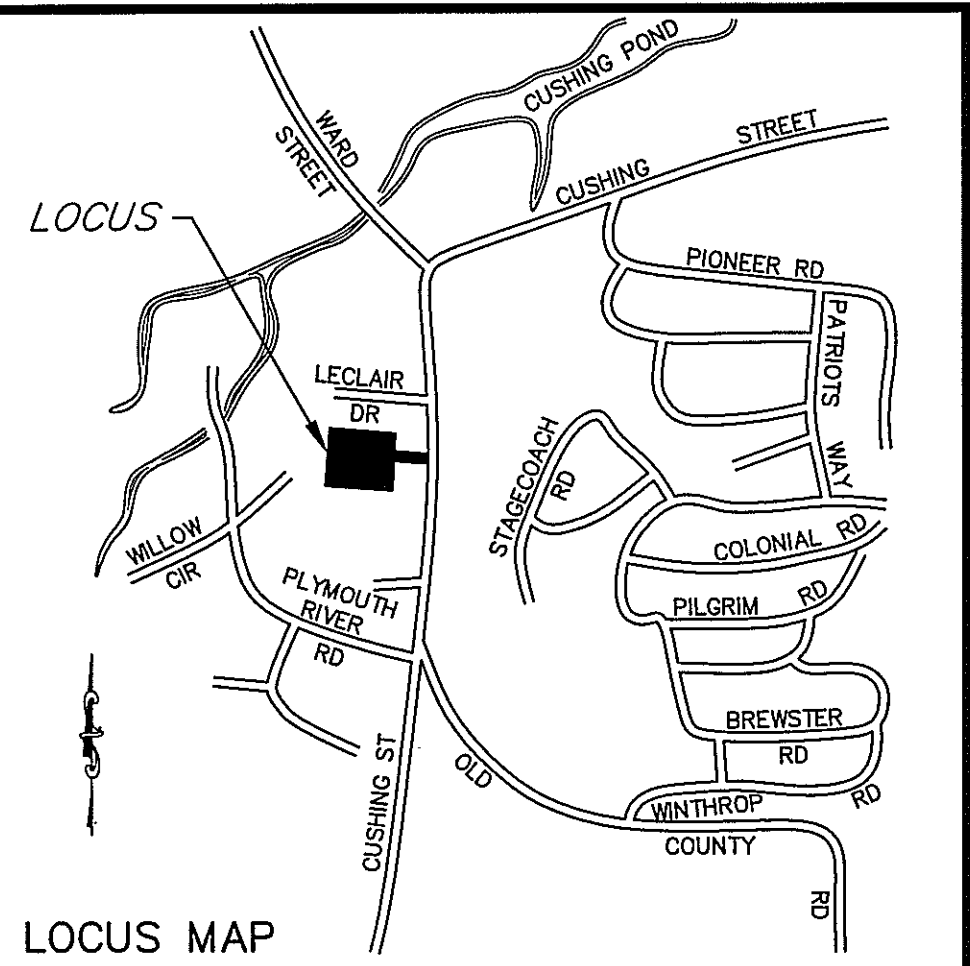 CUSHING POND
WARD
STREET
STREET
CUSHING
LOCUS
PIONEER RD
PATRIOTS
WAY
LECLAIR
DR
STAGECOACH
RD
WILLOW
CIR
COLONIAL RD
PLYMOUTH
RIVER
RD
PILGRIM RD
BREWSTER
RD
CUSHING ST
OLD
WINTHROP RD
COUNTY
RD
LOCUS MAP